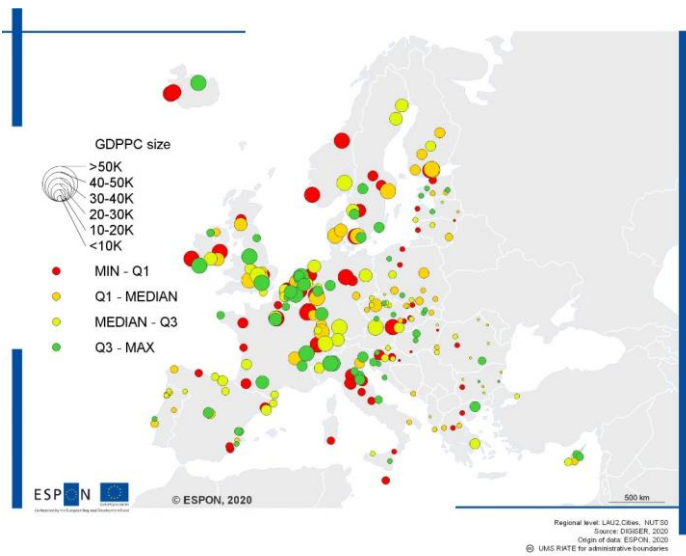 GDPPC size
>50K
40-50K
30-40K
20-30K
10-20K
<10K
MIN - Q1
Q1 - MEDIAN
MEDIAN - Q3
Q3 - MAX
ESPON
© ESPON, 2020
500 km
Regional level: LAU2,Cities, NUTS0
Source: DIGISER, 2020
Origin of data: ESPON, 2020
© UMS RIATE for administrative boundaries